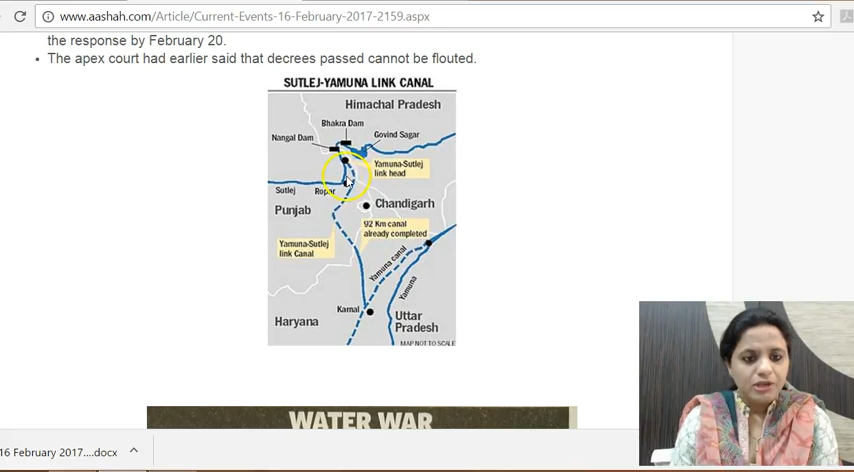 www.aashah.com/Article/Current-Events-16-February-2017-2159.aspx
the response by February 20.
• The apex court had earlier said that decrees passed cannot be flouted.
SUTLEJ-YAMUNA LINK CANAL
Himachal Pradesh
Bhakra Dam
Nangal Dam
Govind Sagar
Yamuna-Sutlej
link head
Sutlej
Ropar
Punjab
Chandigarh
92 Km canal
already completed
Yamuna-Sutlej
link Canal
Yamuna canal
Yamuna
Karnal
Haryana
Uttar
Pradesh
MAP NOT TO SCALE
WATER WAR
16 February 2017....docx